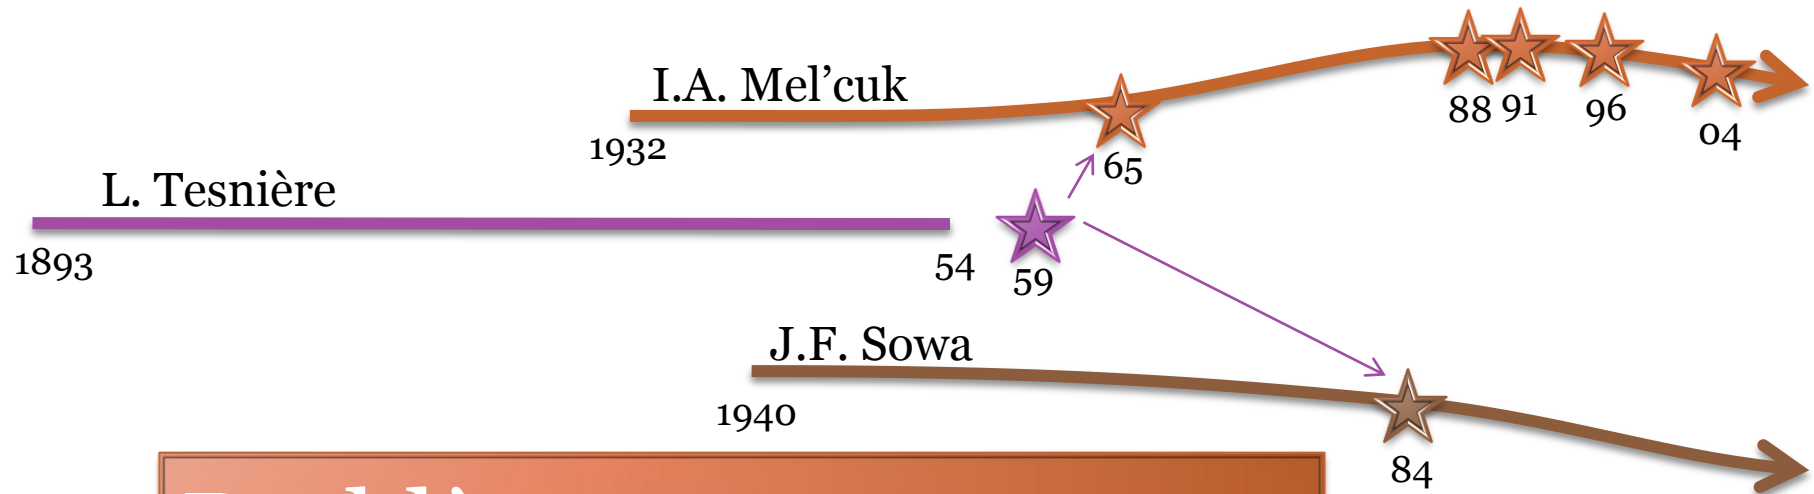 I.A. Mel’cuk
1932
65
88 91 96 04
L. Tesnière
1893
54
59
J.F. Sowa
1940
84